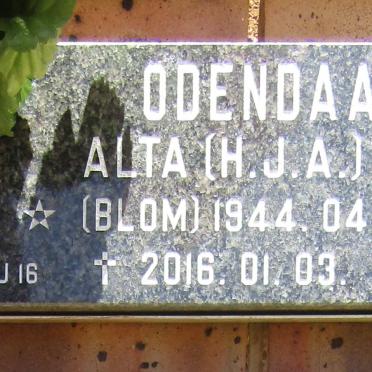 ODENDAA
ALTA (H.J.A.)
(BLOM) 1944. 04
J 16 2016. 01. 03.